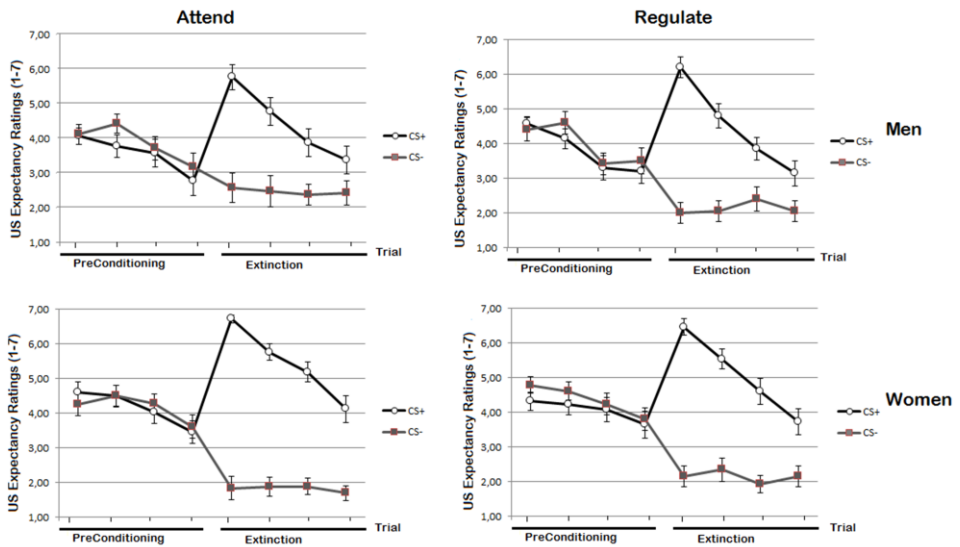 Attend
Regulate
US Expectancy Ratings (1-7)
7,00
6,00
5,00
4,00
3,00
2,00
1,00
CS+
CS-
PreConditioning
Extinction
Trial
US Expectancy Ratings (1-7)
7,00
6,00
5,00
4,00
3,00
2,00
1,00
CS+
CS-
Men
PreConditioning
Extinction
Trial
US Expectancy Ratings (1-7)
7,00
6,00
5,00
4,00
3,00
2,00
1,00
CS+
CS-
PreConditioning
Extinction
Trial
US Expectancy Ratings (1-7)
7,00
6,00
5,00
4,00
3,00
2,00
1,00
CS+
CS-
Women
PreConditioning
Extinction
Trial